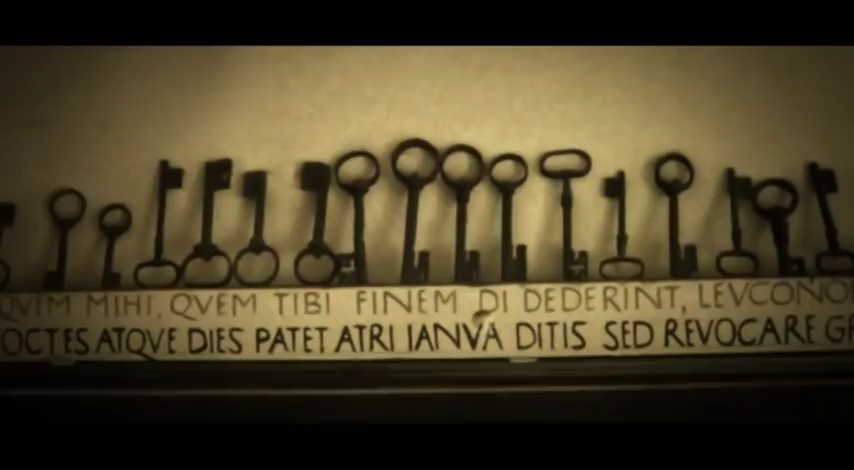 QVEM MIHI, QVEM TIBI FINEM DI DEDERINT, LEVCONO
OCTES ATQVE DIES PATET ATRI IANVA DITIS SED REVOCARE G